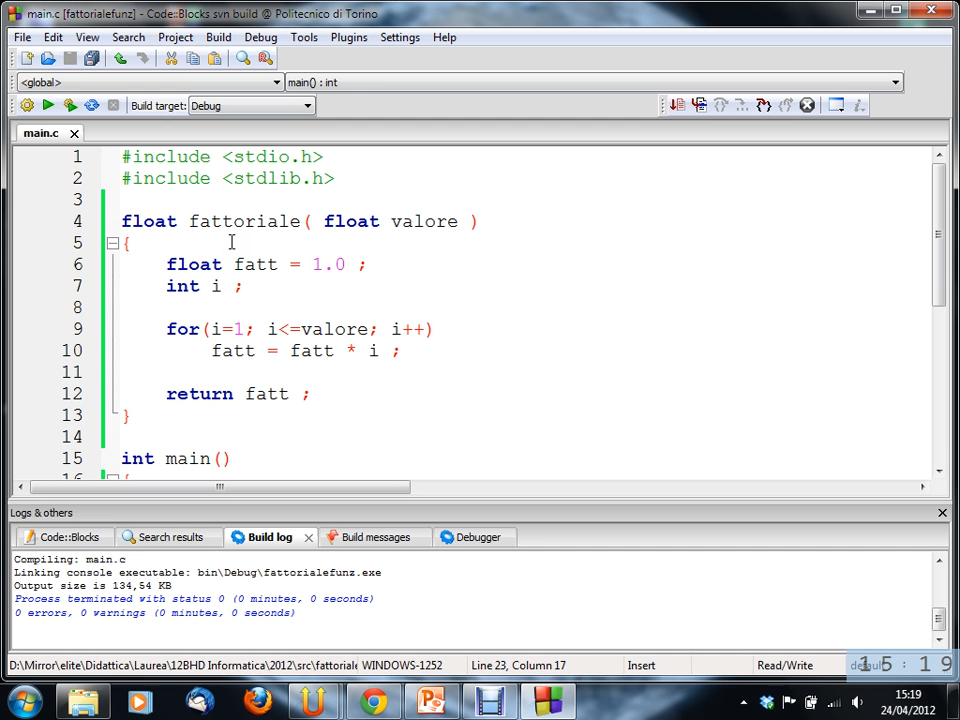 main.c [fattorialefunz] - Code::Blocks svn build @ Politecnico di Torino
File Edit View Search Project Build Debug Tools Plugins Settings Help
<global> main() : int
Build target: Debug
main.c
1 #include <stdio.h>
2 #include <stdlib.h>
3
4 float fattoriale( float valore )
5 {
6 float fatt = 1.0 ;
7 int i ;
8
9 for(i=1; i<=valore; i++)
10 fatt = fatt * i ;
11
12 return fatt ;
13 }
14
15 int main()
16 {
Logs & others
Code::Blocks Search results Build log Build messages Debugger
Compiling: main.c
Linking console executable: bin\Debug\fattorialefunz.exe
Output size is 134,54 KB
Process terminated with status 0 (0 minutes, 0 seconds)
0 errors, 0 warnings (0 minutes, 0 seconds)
D:\Mirror\elite\Didattica\Laurea\12BHD Informatica\2012\src\fattoriale WINDOWS-1252 Line 23, Column 17 Insert Read/Write default
15:19
15:19
24/04/2012